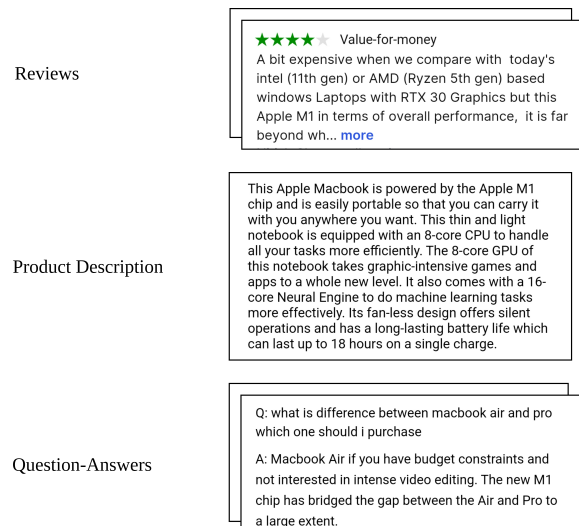 Reviews
Value-for-money
A bit expensive when we compare with today's
intel (11th gen) or AMD (Ryzen 5th gen) based
windows Laptops with RTX 30 Graphics but this
Apple M1 in terms of overall performance, it is far
beyond wh... more
Product Description
This Apple Macbook is powered by the Apple M1
chip and is easily portable so that you can carry it
with you anywhere you want. This thin and light
notebook is equipped with an 8-core CPU to handle
all your tasks more efficiently. The 8-core GPU of
this notebook takes graphic-intensive games and
apps to a whole new level. It also comes with a 16-
core Neural Engine to do machine learning tasks
more effectively. Its fan-less design offers silent
operations and has a long-lasting battery life which
can last up to 18 hours on a single charge.
Question-Answers
Q: what is difference between macbook air and pro
which one should i purchase
A: Macbook Air if you have budget constraints and
not interested in intense video editing. The new M1
chip has bridged the gap between the Air and Pro to
a large extent.